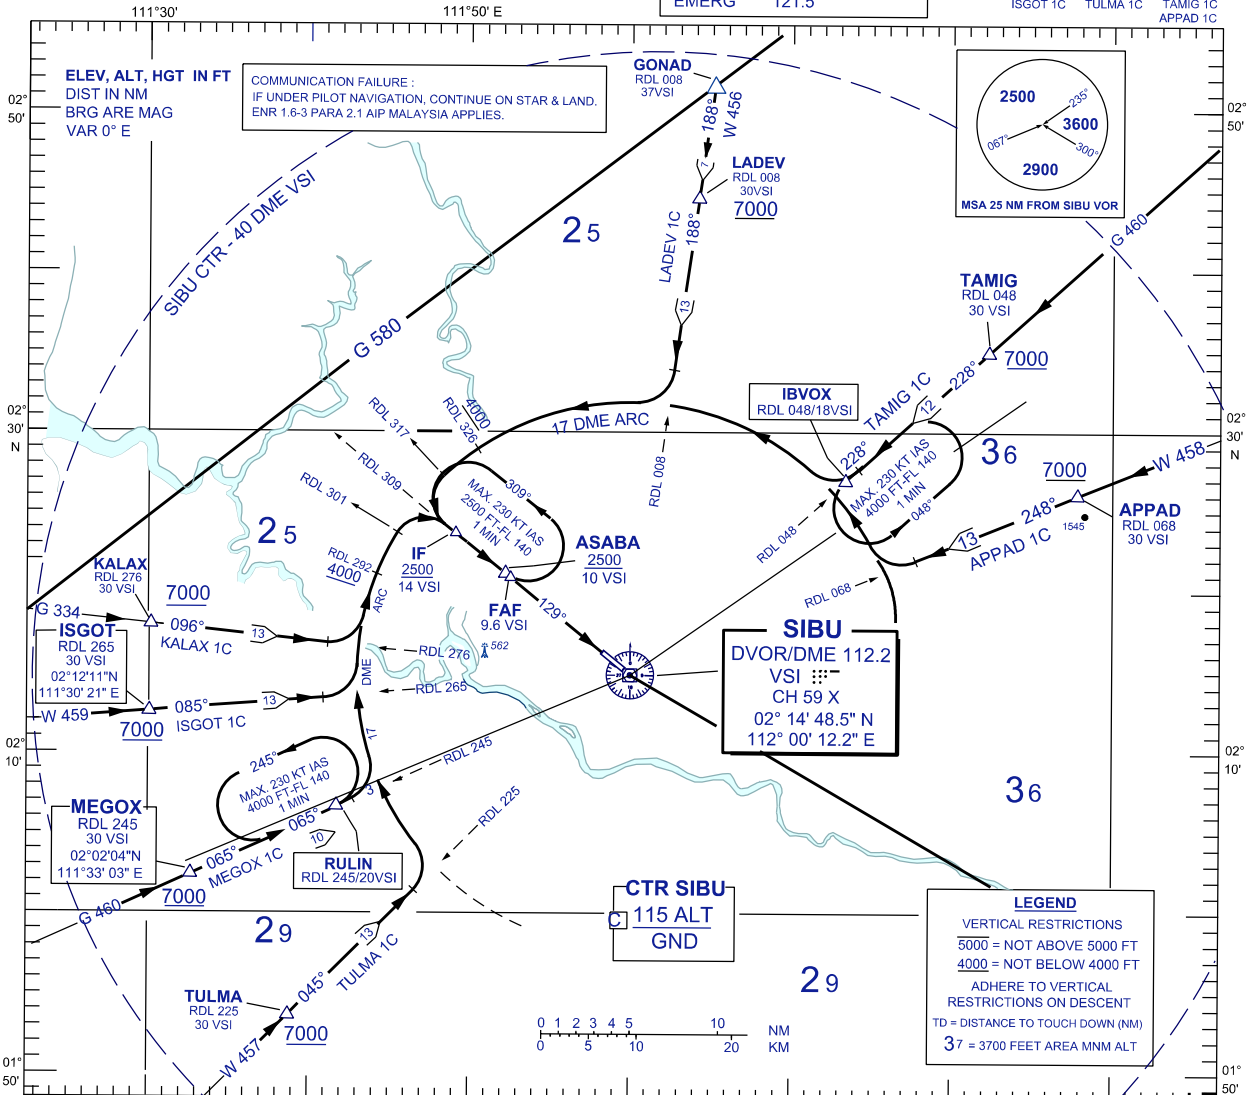 111°30'
111°50' E
EMERG 121.5
ISGOT 1C TULMA 1C TAMIG 1C
APPAD 1C
ELEV, ALT, HGT IN FT
DIST IN NM
BRG ARE MAG
VAR 0° E
COMMUNICATION FAILURE :
IF UNDER PILOT NAVIGATION, CONTINUE ON STAR & LAND.
ENR 1.6-3 PARA 2.1 AIP MALAYSIA APPLIES.
GONAD
RDL 008
37VSI
188°
W 456
7
LADEV
RDL 008
30VSI
7000
LADEV 1C
188°
13
2500
235°
3600
067°
300°
2900
MSA 25 NM FROM SIBU VOR
02°
50'
02°
50'
SIBU CTR - 40 DME VSI
25
G 580
G 460
TAMIG
RDL 048
30 VSI
7000
228°
TAMIG 1C
12
228°
IBVOX
RDL 048/18VSI
17 DME ARC
RDL 008
4000
RDL 326
RDL 317
RDL 309
RDL 301
RDL 292
4000
02°
30'
N
02°
30'
N
36
MAX. 230 KT IAS
4000 FT-FL 140
1 MIN
048°
7000
W 458
APPAD
RDL 068
30 VSI
1545
248°
13
APPAD 1C
RDL 048
RDL 068
309°
MAX. 230 KT IAS
2500 FT-FL 140
1 MIN
25
IF
2500
14 VSI
ASABA
2500
10 VSI
FAF
9.6 VSI
129°
KALAX
RDL 276
30 VSI
7000
G 334
096°
KALAX 1C
13
ARC
DME
17
ISGOT
RDL 265
30 VSI
02°12'11"N
111°30' 21" E
W 459
7000
085°
ISGOT 1C
13
RDL 276
562
RDL 265
RDL 245
RDL 225
SIBU
DVOR/DME 112.2
VSI
CH 59 X
02° 14' 48.5" N
112° 00' 12.2" E
02°
10'
02°
10'
245°
MAX. 230 KT IAS
4000 FT-FL 140
1 MIN
3
MEGOX
RDL 245
30 VSI
02°02'04"N
111°33' 03" E
065°
065°
10
MEGOX 1C
7000
G 460
RULIN
RDL 245/20VSI
36
29
TULMA
RDL 225
30 VSI
7000
045°
13
TULMA 1C
W 457
CTR SIBU
C
115 ALT
GND
29
LEGEND
VERTICAL RESTRICTIONS
5000 = NOT ABOVE 5000 FT
4000 = NOT BELOW 4000 FT
ADHERE TO VERTICAL
RESTRICTIONS ON DESCENT
TD = DISTANCE TO TOUCH DOWN (NM)
37 = 3700 FEET AREA MNM ALT
0 1 2 3 4 5 10 NM
0 5 10 20 KM
01°
50'
01°
50'